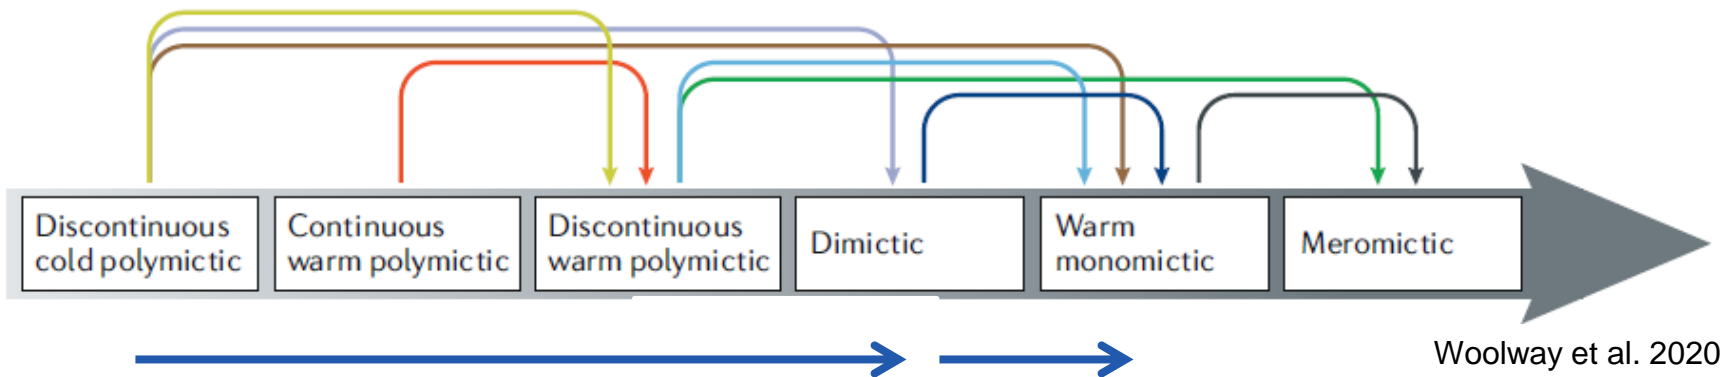 Discontinuous
cold polymictic
Continuous
warm polymictic
Discontinuous
warm polymictic
Dimictic
Warm
monomictic
Meromictic
Woolway et al. 2020